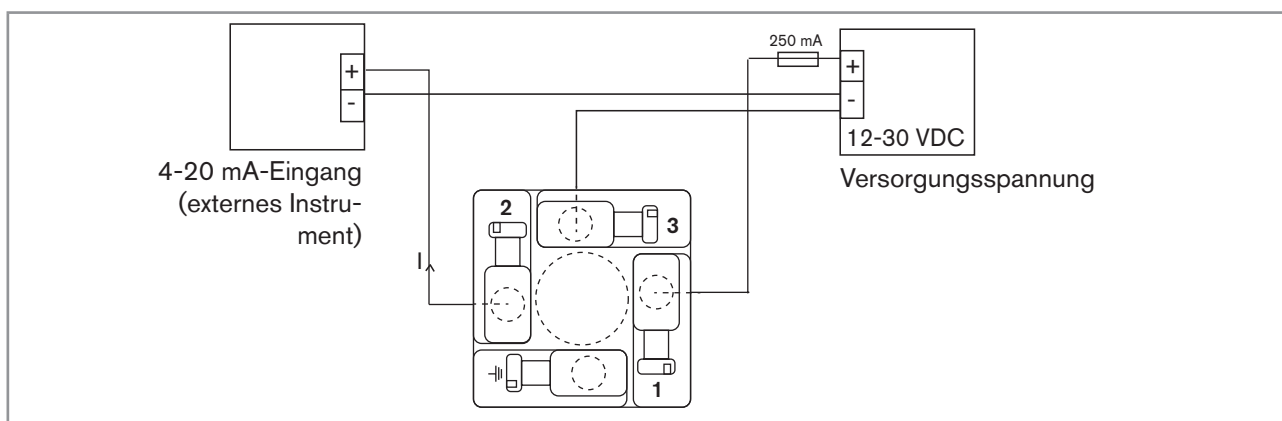 250 mA
+
-
+
-
12-30 VDC
4-20 mA-Eingang
(externes Instru-
ment)
Versorgungsspannung
2
3
I
1